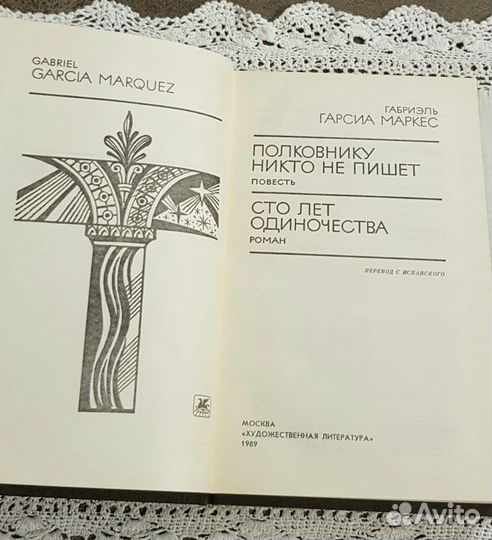 GABRIEL
GARCIA MARQUEZ
ГАБРИЭЛЬ
ГАРСИА МАРКЕС
ПОЛКОВНИКУ
НИКТО НЕ ПИШЕТ
ПОВЕСТЬ
СТО ЛЕТ
ОДИНОЧЕСТВА
РОМАН
ПЕРЕВОД С ИСПАНСКОГО
МОСКВА
«ХУДОЖЕСТВЕННАЯ ЛИТЕРАТУРА»
1989
Avito